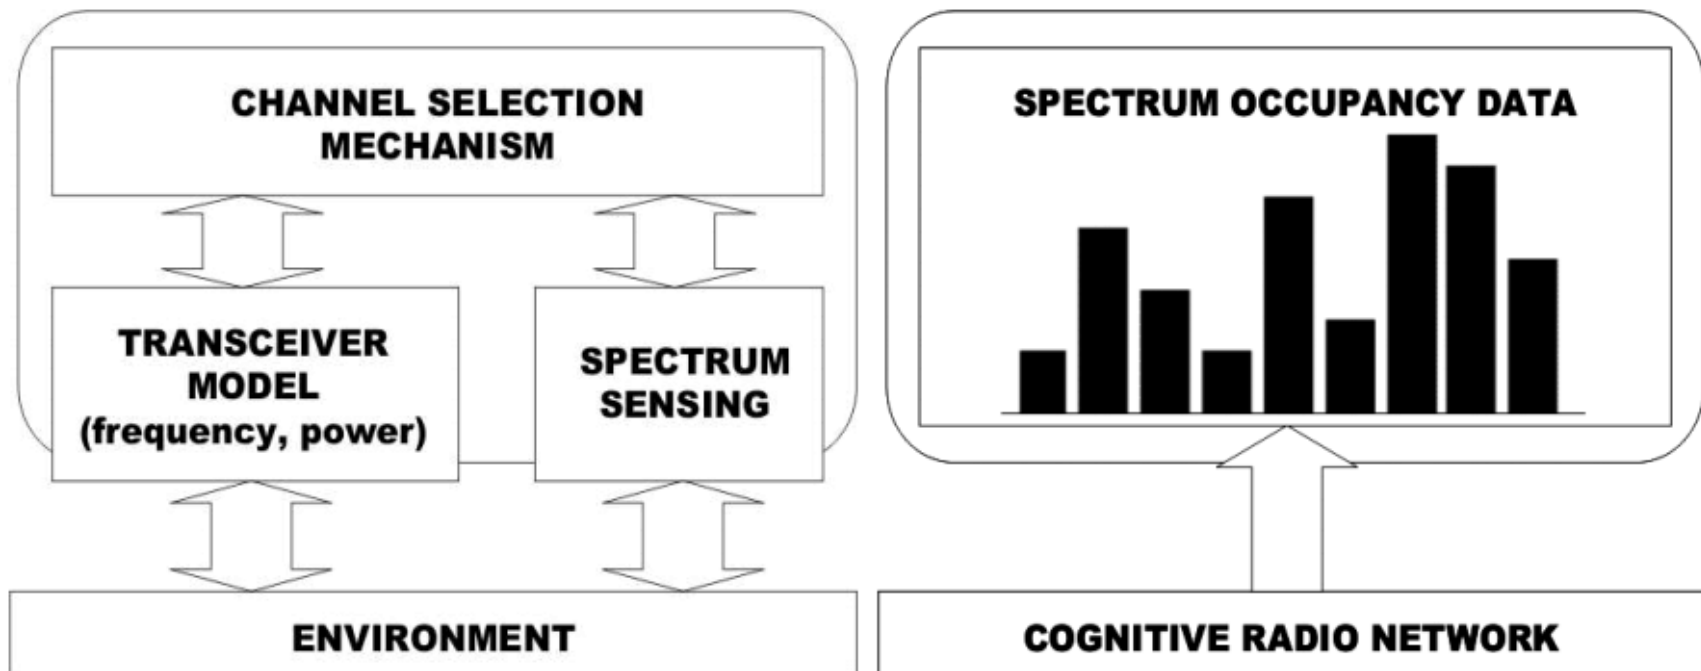 CHANNEL SELECTION
MECHANISM
TRANSCEIVER
MODEL
(frequency, power)
SPECTRUM
SENSING
ENVIRONMENT
SPECTRUM OCCUPANCY DATA
COGNITIVE RADIO NETWORK